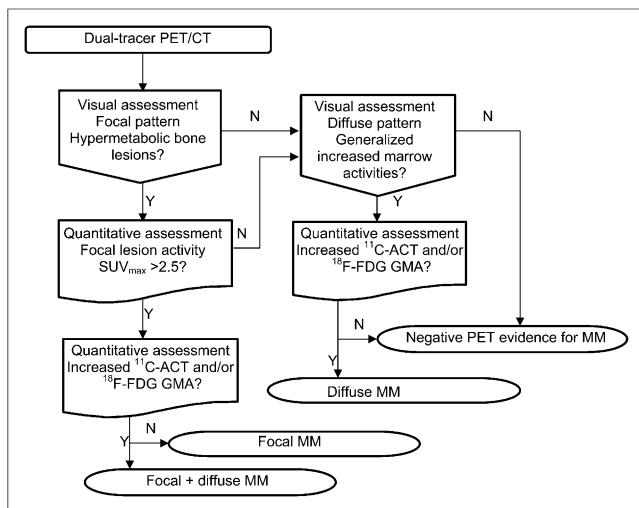 Dual-tracer PET/CT
Visual assessment
Focal pattern
Hypermetabolic bone
lesions?
N
Visual assessment
Diffuse pattern
Generalized
increased marrow
activities?
N
Y
Y
Quantitative assessment
Focal lesion activity
SUVmax >2.5?
N
Quantitative assessment
Increased 11C-ACT and/or
18F-FDG GMA?
Y
N
Negative PET evidence for MM
Y
Diffuse MM
Quantitative assessment
Increased 11C-ACT and/or
18F-FDG GMA?
Y
N
Focal MM
Focal + diffuse MM